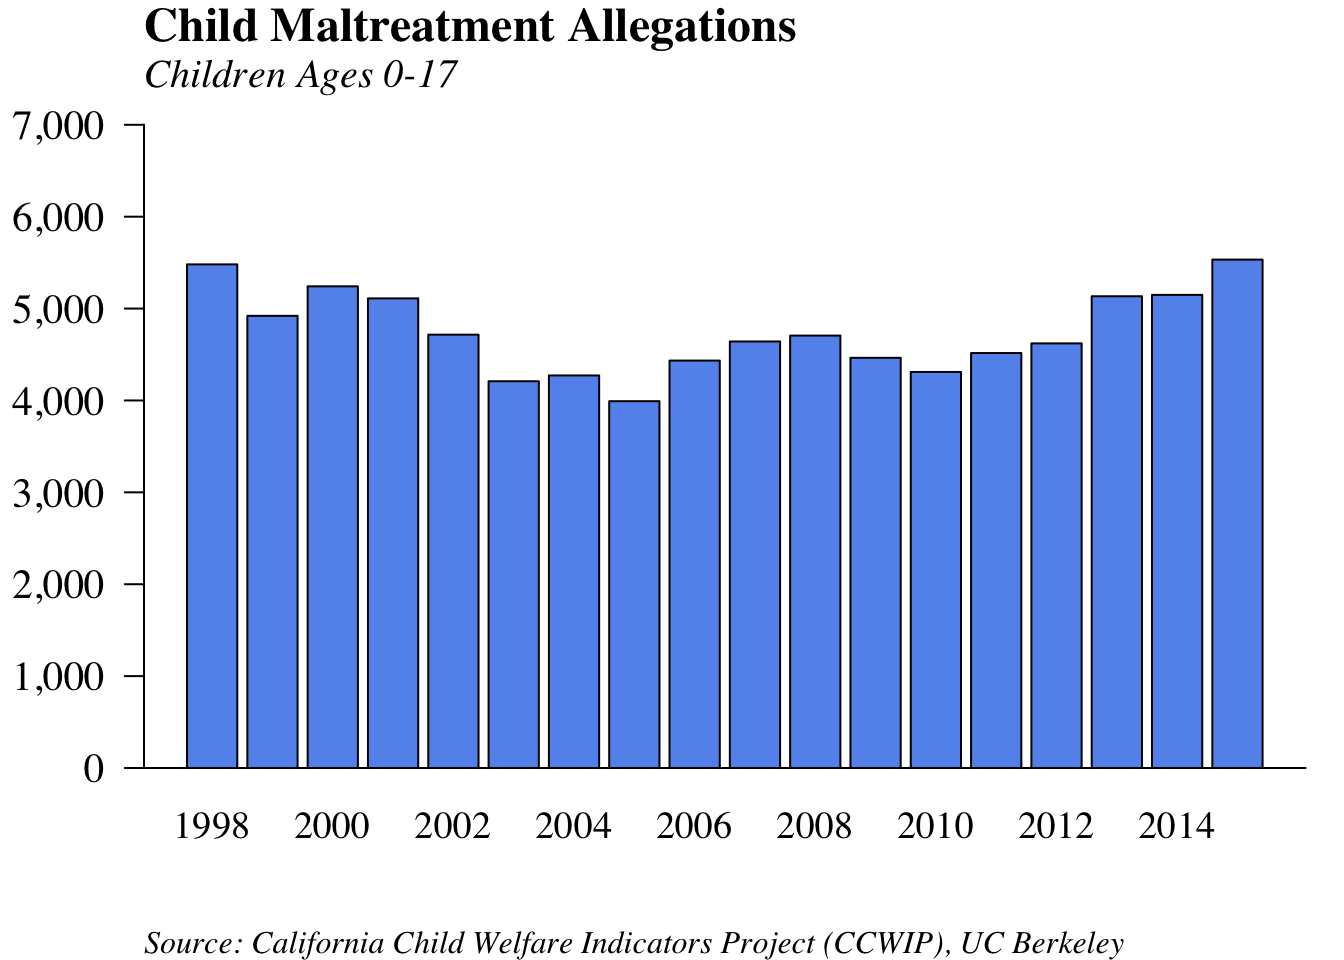 Child Maltreatment Allegations
Children Ages 0-17
7,000
6,000
5,000
4,000
3,000
2,000
1,000
0
1998 2000 2002 2004 2006 2008 2010 2012 2014
Source: California Child Welfare Indicators Project (CCWIP), UC Berkeley